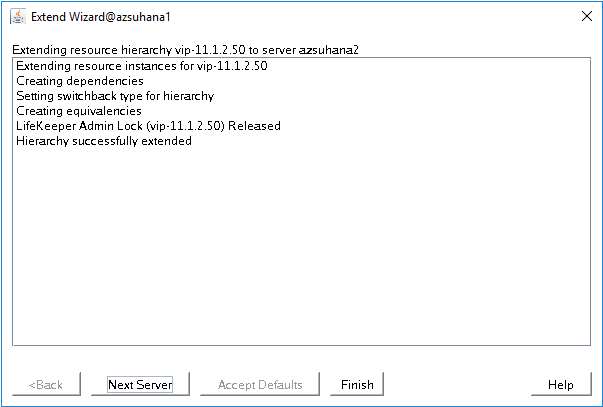 Extend Wizard@azsuhana1
Extending resource hierarchy vip-11.1.2.50 to server azsuhana2
Extending resource instances for vip-11.1.2.50
Creating dependencies
Setting switchback type for hierarchy
Creating equivalencies
LifeKeeper Admin Lock (vip-11.1.2.50) Released
Hierarchy successfully extended
<Back Next Server Accept Defaults Finish Help